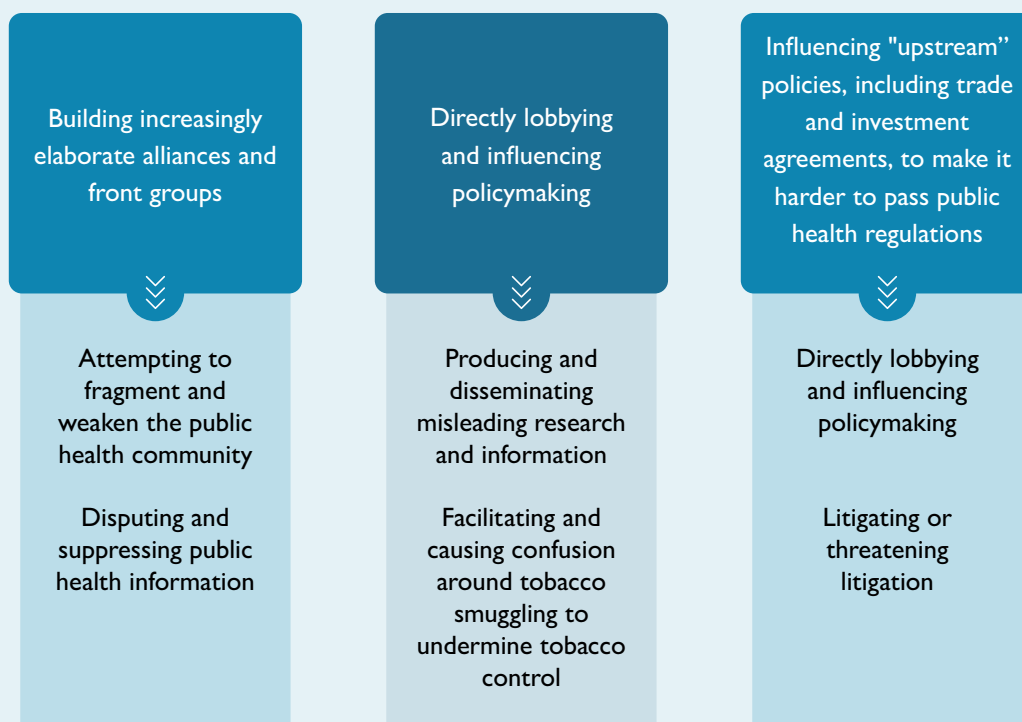 Building increasingly
elaborate alliances and
front groups
Attempting to
fragment and
weaken the public
health community
Disputing and
suppressing public
health information
Directly lobbying
and influencing
policymaking
Producing and
disseminating
misleading research
and information
Facilitating and
causing confusion
around tobacco
smuggling to
undermine tobacco
control
Influencing "upstream”
policies, including trade
and investment
agreements, to make it
harder to pass public
health regulations
Directly lobbying
and influencing
policymaking
Litigating or
threatening
litigation